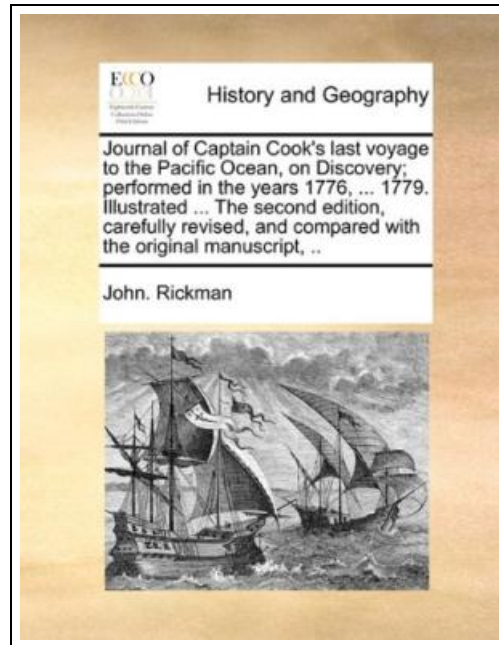 ECCO
History and Geography
Journal of Captain Cook's last voyage
to the Pacific Ocean, on Discovery;
performed in the years 1776, ... 1779.
Illustrated ... The second edition,
carefully revised, and compared with
the original manuscript, ..
John. Rickman